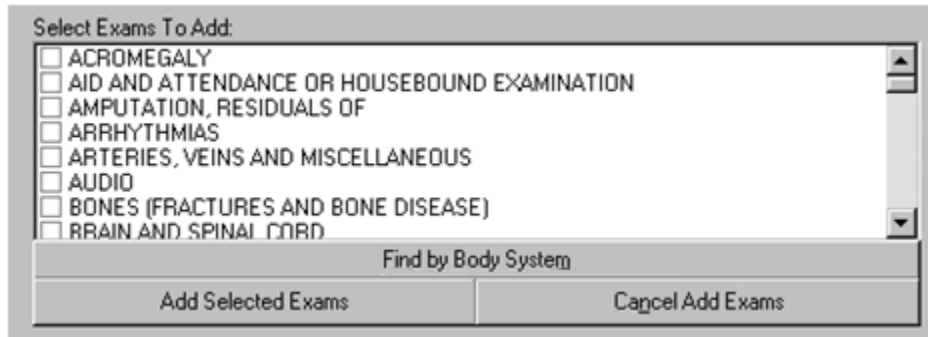 Select Exams To Add:
ACROMEGALY
AID AND ATTENDANCE OR HOUSEBOUND EXAMINATION
AMPUTATION, RESIDUALS OF
ARRHYTHMIAS
ARTERIES, VEINS AND MISCELLANEOUS
AUDIO
BONES (FRACTURES AND BONE DISEASE)
BRAIN AND SPINAL CORD
Find by Body System
Add Selected Exams Cancel Add Exams